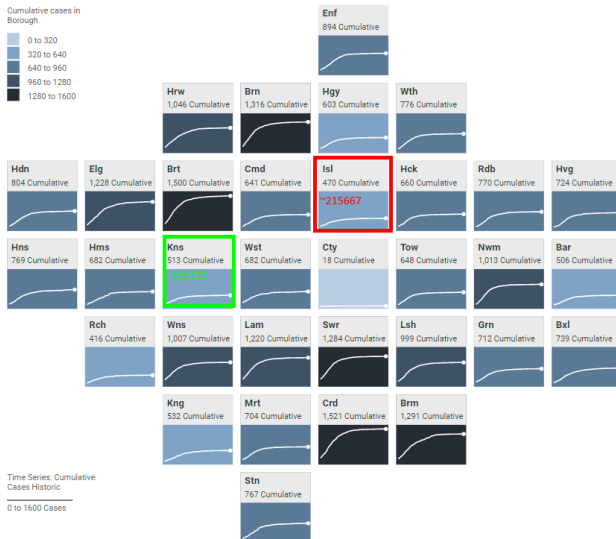 Cumulative cases in
Borough
0 to 320
320 to 640
640 to 960
960 to 1280
1280 to 1600
Enf
894 Cumulative
Hrw
1,046 Cumulative
Brn
1,316 Cumulative
Hgy
603 Cumulative
Wth
776 Cumulative
Hdn
804 Cumulative
Elg
1,228 Cumulative
Brt
1,500 Cumulative
Cmd
641 Cumulative
Isl
470 Cumulative
~215667
Hck
660 Cumulative
Rdb
770 Cumulative
Hvg
724 Cumulative
Hns
769 Cumulative
Hms
682 Cumulative
Kns
513 Cumulative
Wst
682 Cumulative
Cty
18 Cumulative
Tow
648 Cumulative
Nwm
1,013 Cumulative
Bar
506 Cumulative
Rch
416 Cumulative
Wns
1,007 Cumulative
Lam
1,220 Cumulative
Swr
1,284 Cumulative
Lsh
999 Cumulative
Grn
712 Cumulative
Bxl
739 Cumulative
Kng
532 Cumulative
Mrt
704 Cumulative
Crd
1,521 Cumulative
Brm
1,291 Cumulative
Stn
767 Cumulative
Time Series: Cumulative
Cases Historic
0 to 1600 Cases